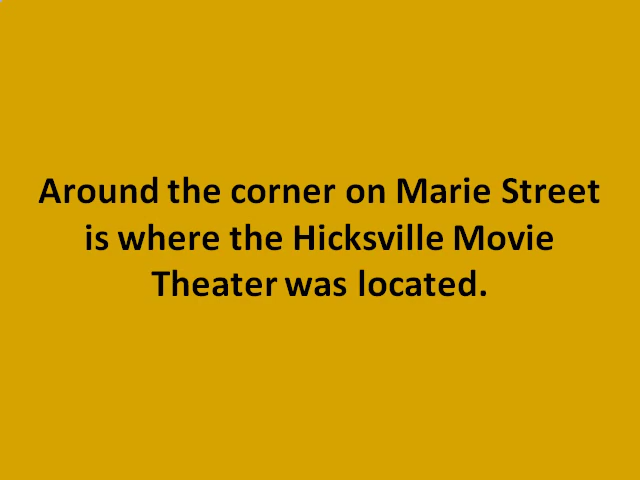 Around the corner on Marie Street
is where the Hicksville Movie
Theater was located.